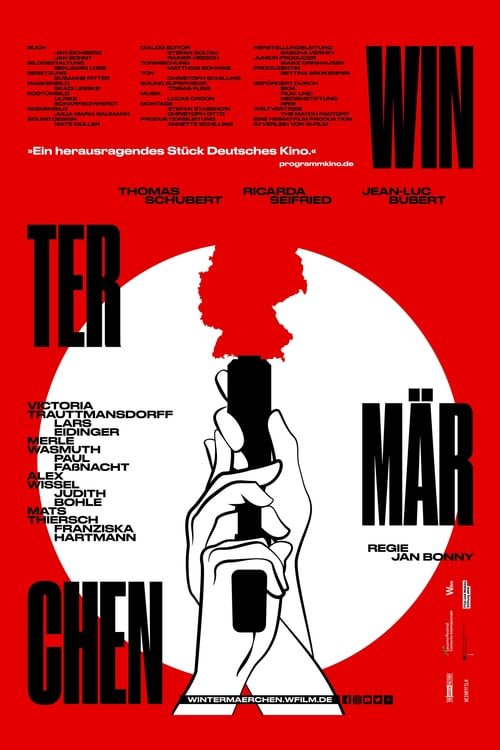 BUCH
JAN EICHBERG
JAN BONNY
BILDGESTALTUNG
BENJAMIN LOEB
BESETZUNG
SUSANNE RITTER
MASKENBILD
SKADI LESSKE
KOSTÜMBILD
ULRIKE
SCHARFSCHWERDT
SZENENBILD
JULIA MARIA BAUMANN
SOUND DESIGN
MATS MÜLLER
DIALOG EDITOR
STEFAN SOLTAU
RAINER HEESCH
TONMISCHUNG
MATTHIAS SCHWAB
TON
CHRISTOPH SCHILLING
SOUND SUPERVISOR
TOBIAS FLEIG
MUSIK
LUCAS CROON
MONTAGE
STEFAN STABENOW
CHRISTOPH OTTO
PRODUKTIONSLEITUNG
ANNETTE SCHILLING
HERSTELLUNGSLEITUNG
SASCHA VERHEY
JUNIOR PRODUCER
MAIKE
PRODUZENTIN
BETTINA BROKEMPER
GEFÖRDERT DURCH
BKM,
FILM- UND
MEDIENSTIFTUNG
NRW
WELTVERTRIEB
THE MATCH FACTORY
EINE HEIMATFILM PRODUKTION
IM VERLEIH VON W-FILM
WIN
»Ein herausragendes Stück Deutsches Kino.«
programmkino.de
THOMAS
SCHUBERT
RICARDA
SEIFRIED
JEAN-LUC
BUBERT
TER
VICTORIA
TRAUTTMANSDORFF
LARS
EIDINGER
MERLE
WASMUTH
PAUL
FAßNACHT
ALEX
WISSEL
JUDITH
BOHLE
MATS
THIERSCH
FRANZISKA
HARTMANN
MÄR
REGIE
JAN BONNY
CHEN
WINTERMAERCHEN.WFILM.DE